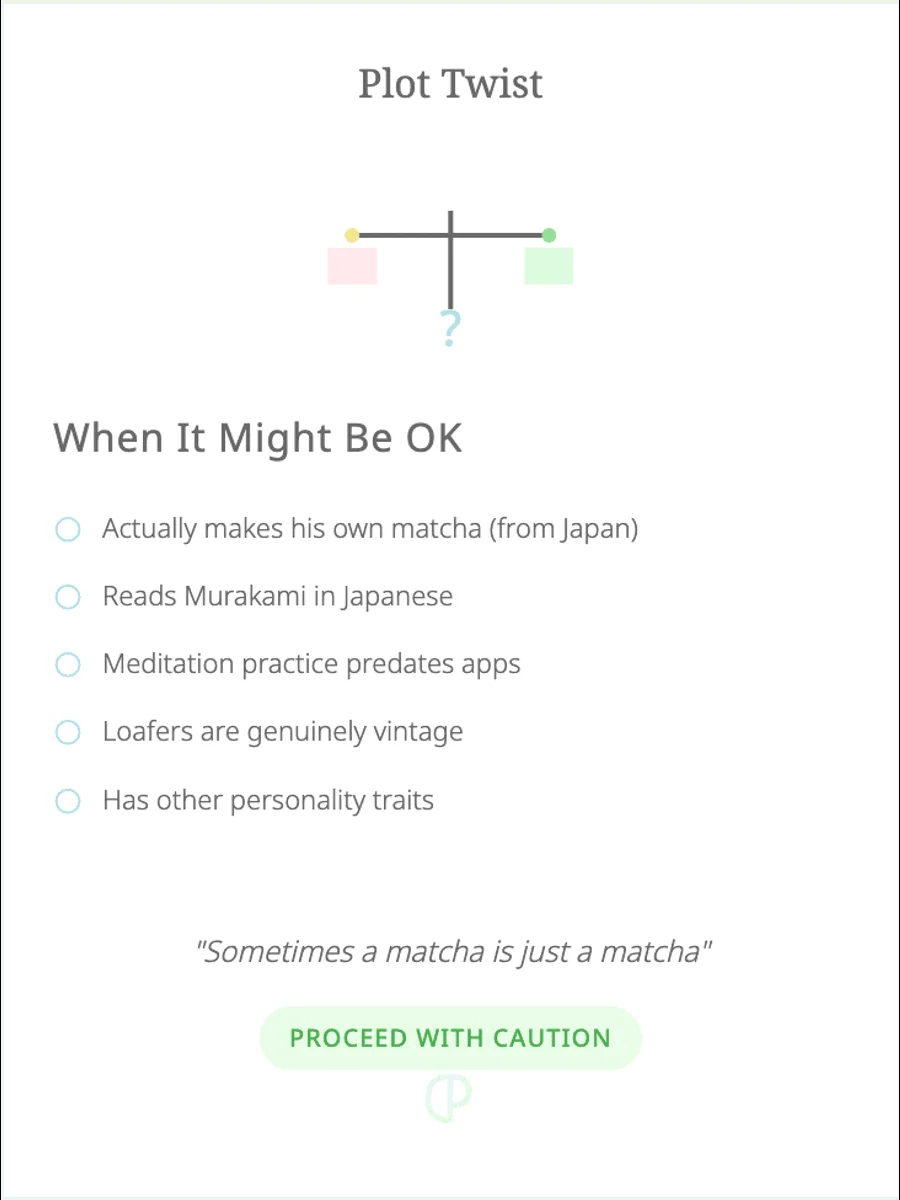 Plot Twist
?
When It Might Be OK
Actually makes his own matcha (from Japan)
Reads Murakami in Japanese
Meditation practice predates apps
Loafers are genuinely vintage
Has other personality traits
"Sometimes a matcha is just a matcha"
PROCEED WITH CAUTION